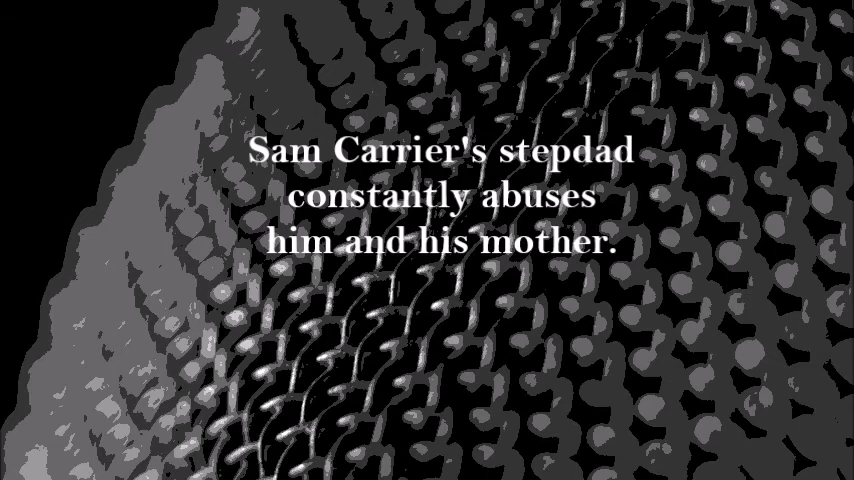 Sam Carrier's stepdad
constantly abuses
him and his mother.